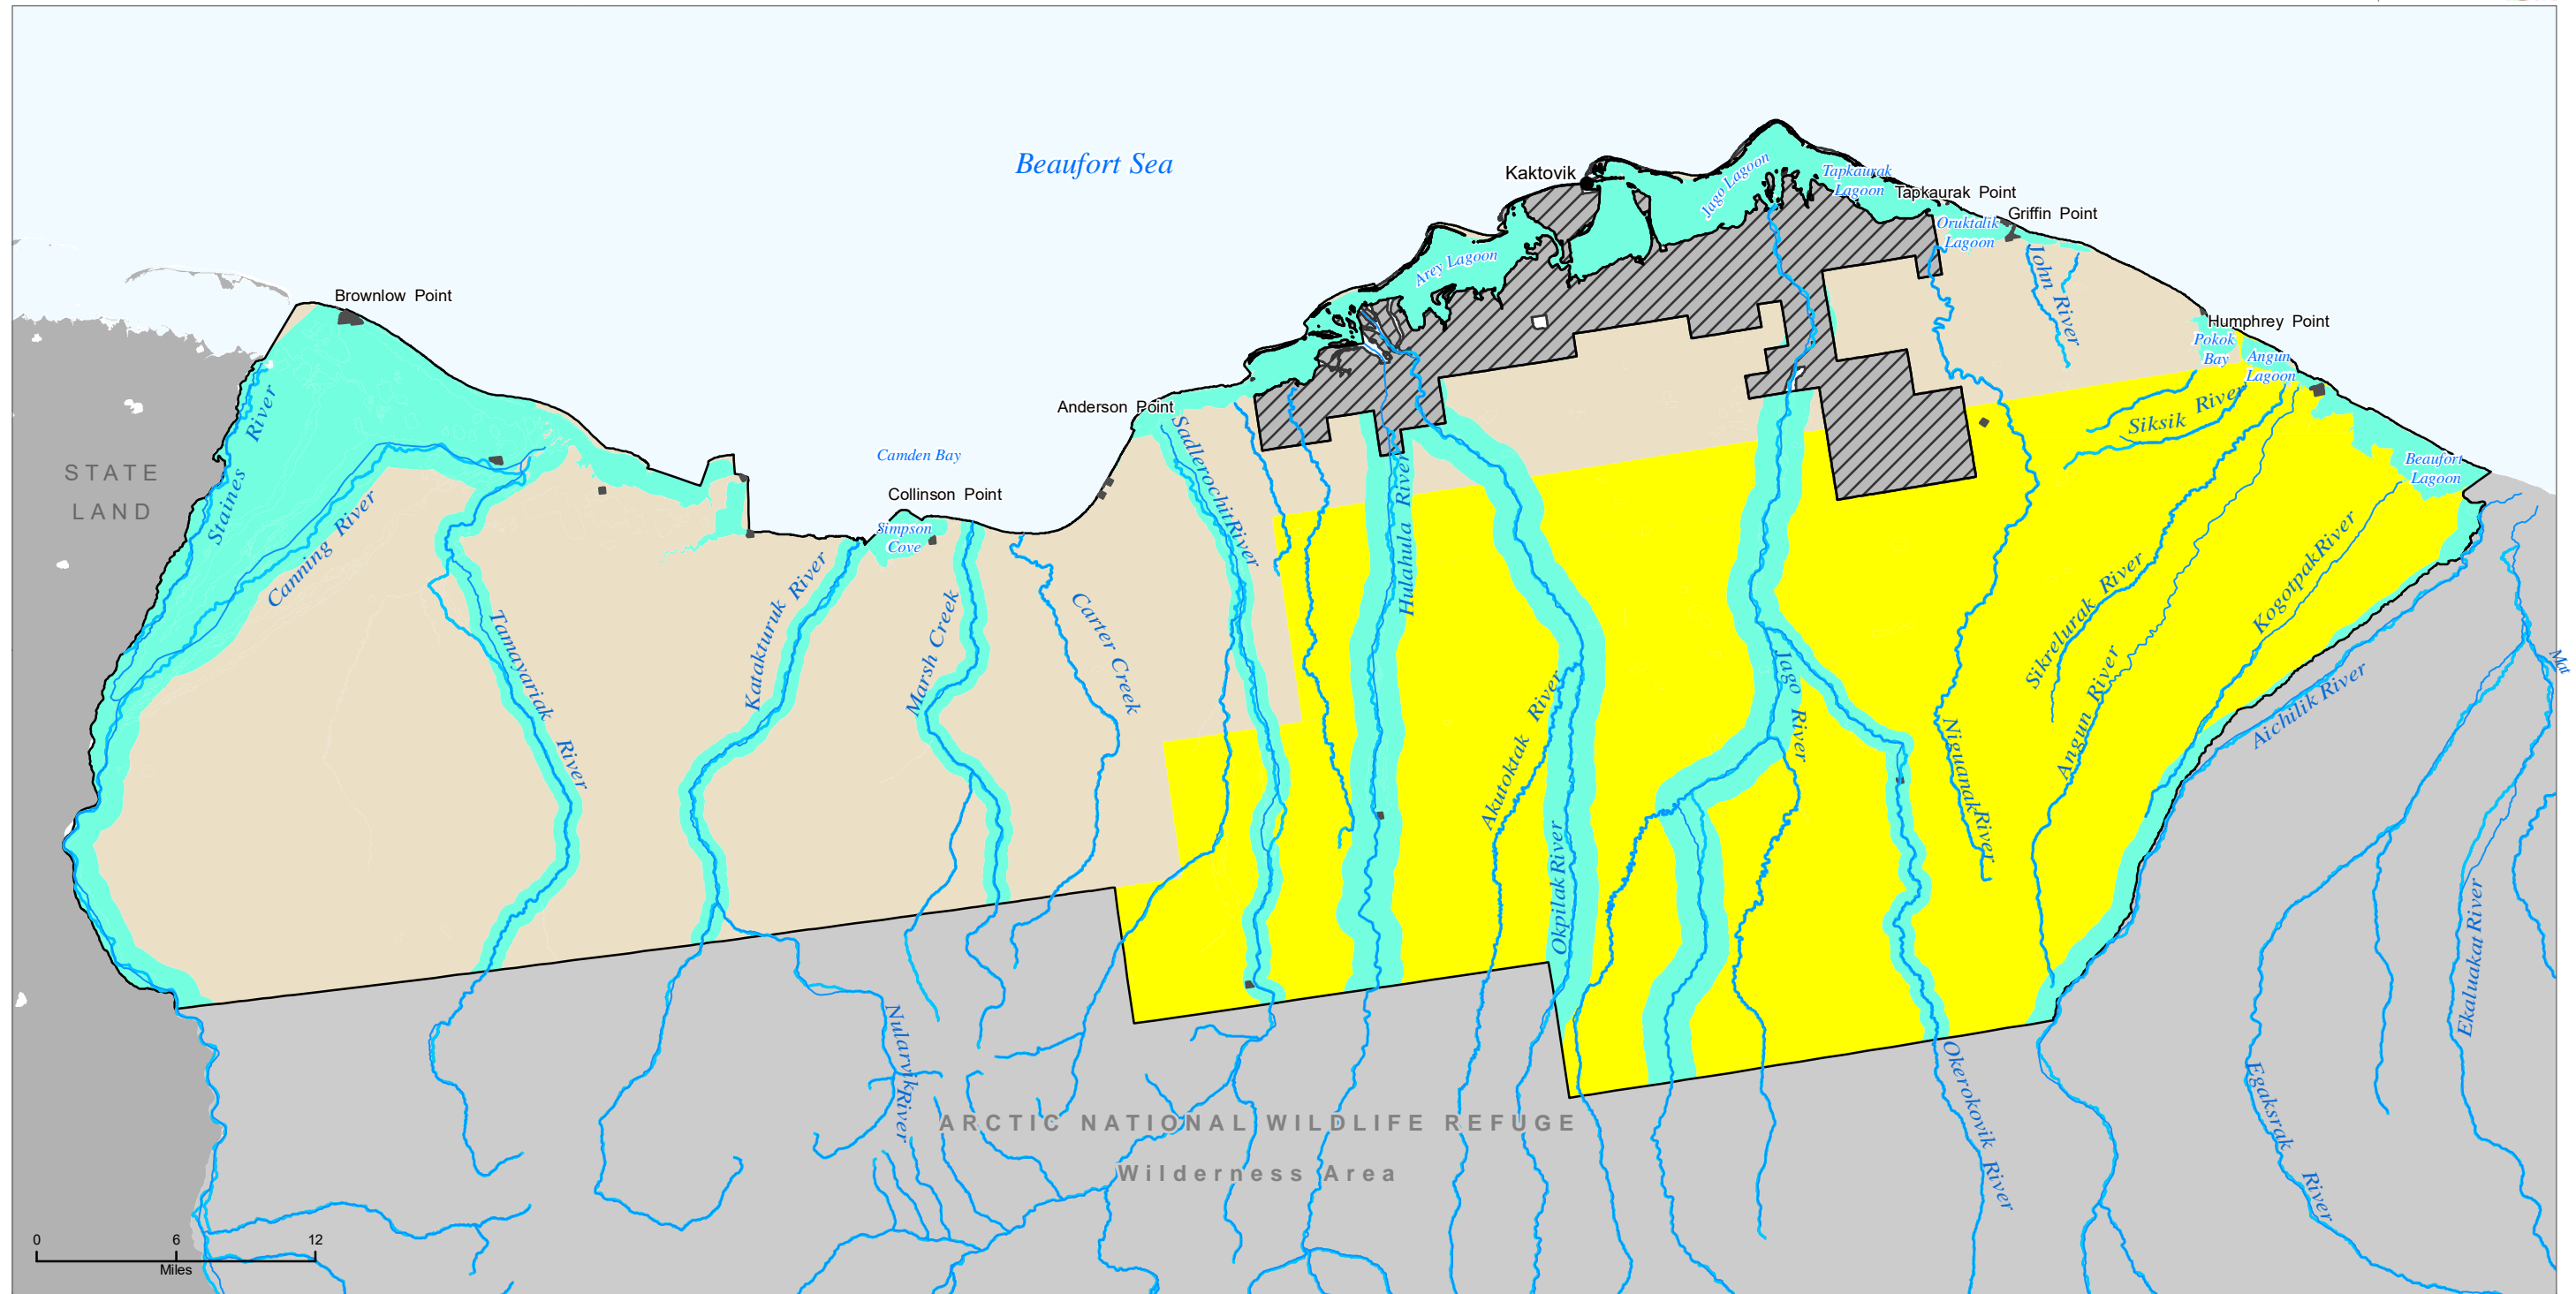 Beaufort Sea
Kaktovik
Jago Lagoon
Tapkaurak
Lagoon
Tapkaurak Point
Griffin Point
Oruktalik
Lagoon
John River
Arey Lagoon
Brownlow Point
Humphrey Point
Pokok
Bay
Angun
Lagoon
Anderson Point
Siksik River
Camden Bay
Collinson Point
Simpson
Cove
Beaufort
Lagoon
STATE
LAND
Staines River
Canning River
Tamayariak River
Katakturuk River
Marsh Creek
Carter Creek
Sadlerochit River
Hulahula River
Akutoktak River
Okpilak River
Jago River
Niguanak River
Sikrelurak River
Angun River
Kogotpak River
Aichilik River
Mat
Nularvik River
Okerokovik River
Egaksrak River
Ekaluakat River
ARCTIC NATIONAL WILDLIFE REFUGE
Wilderness Area
0 6 12
Miles